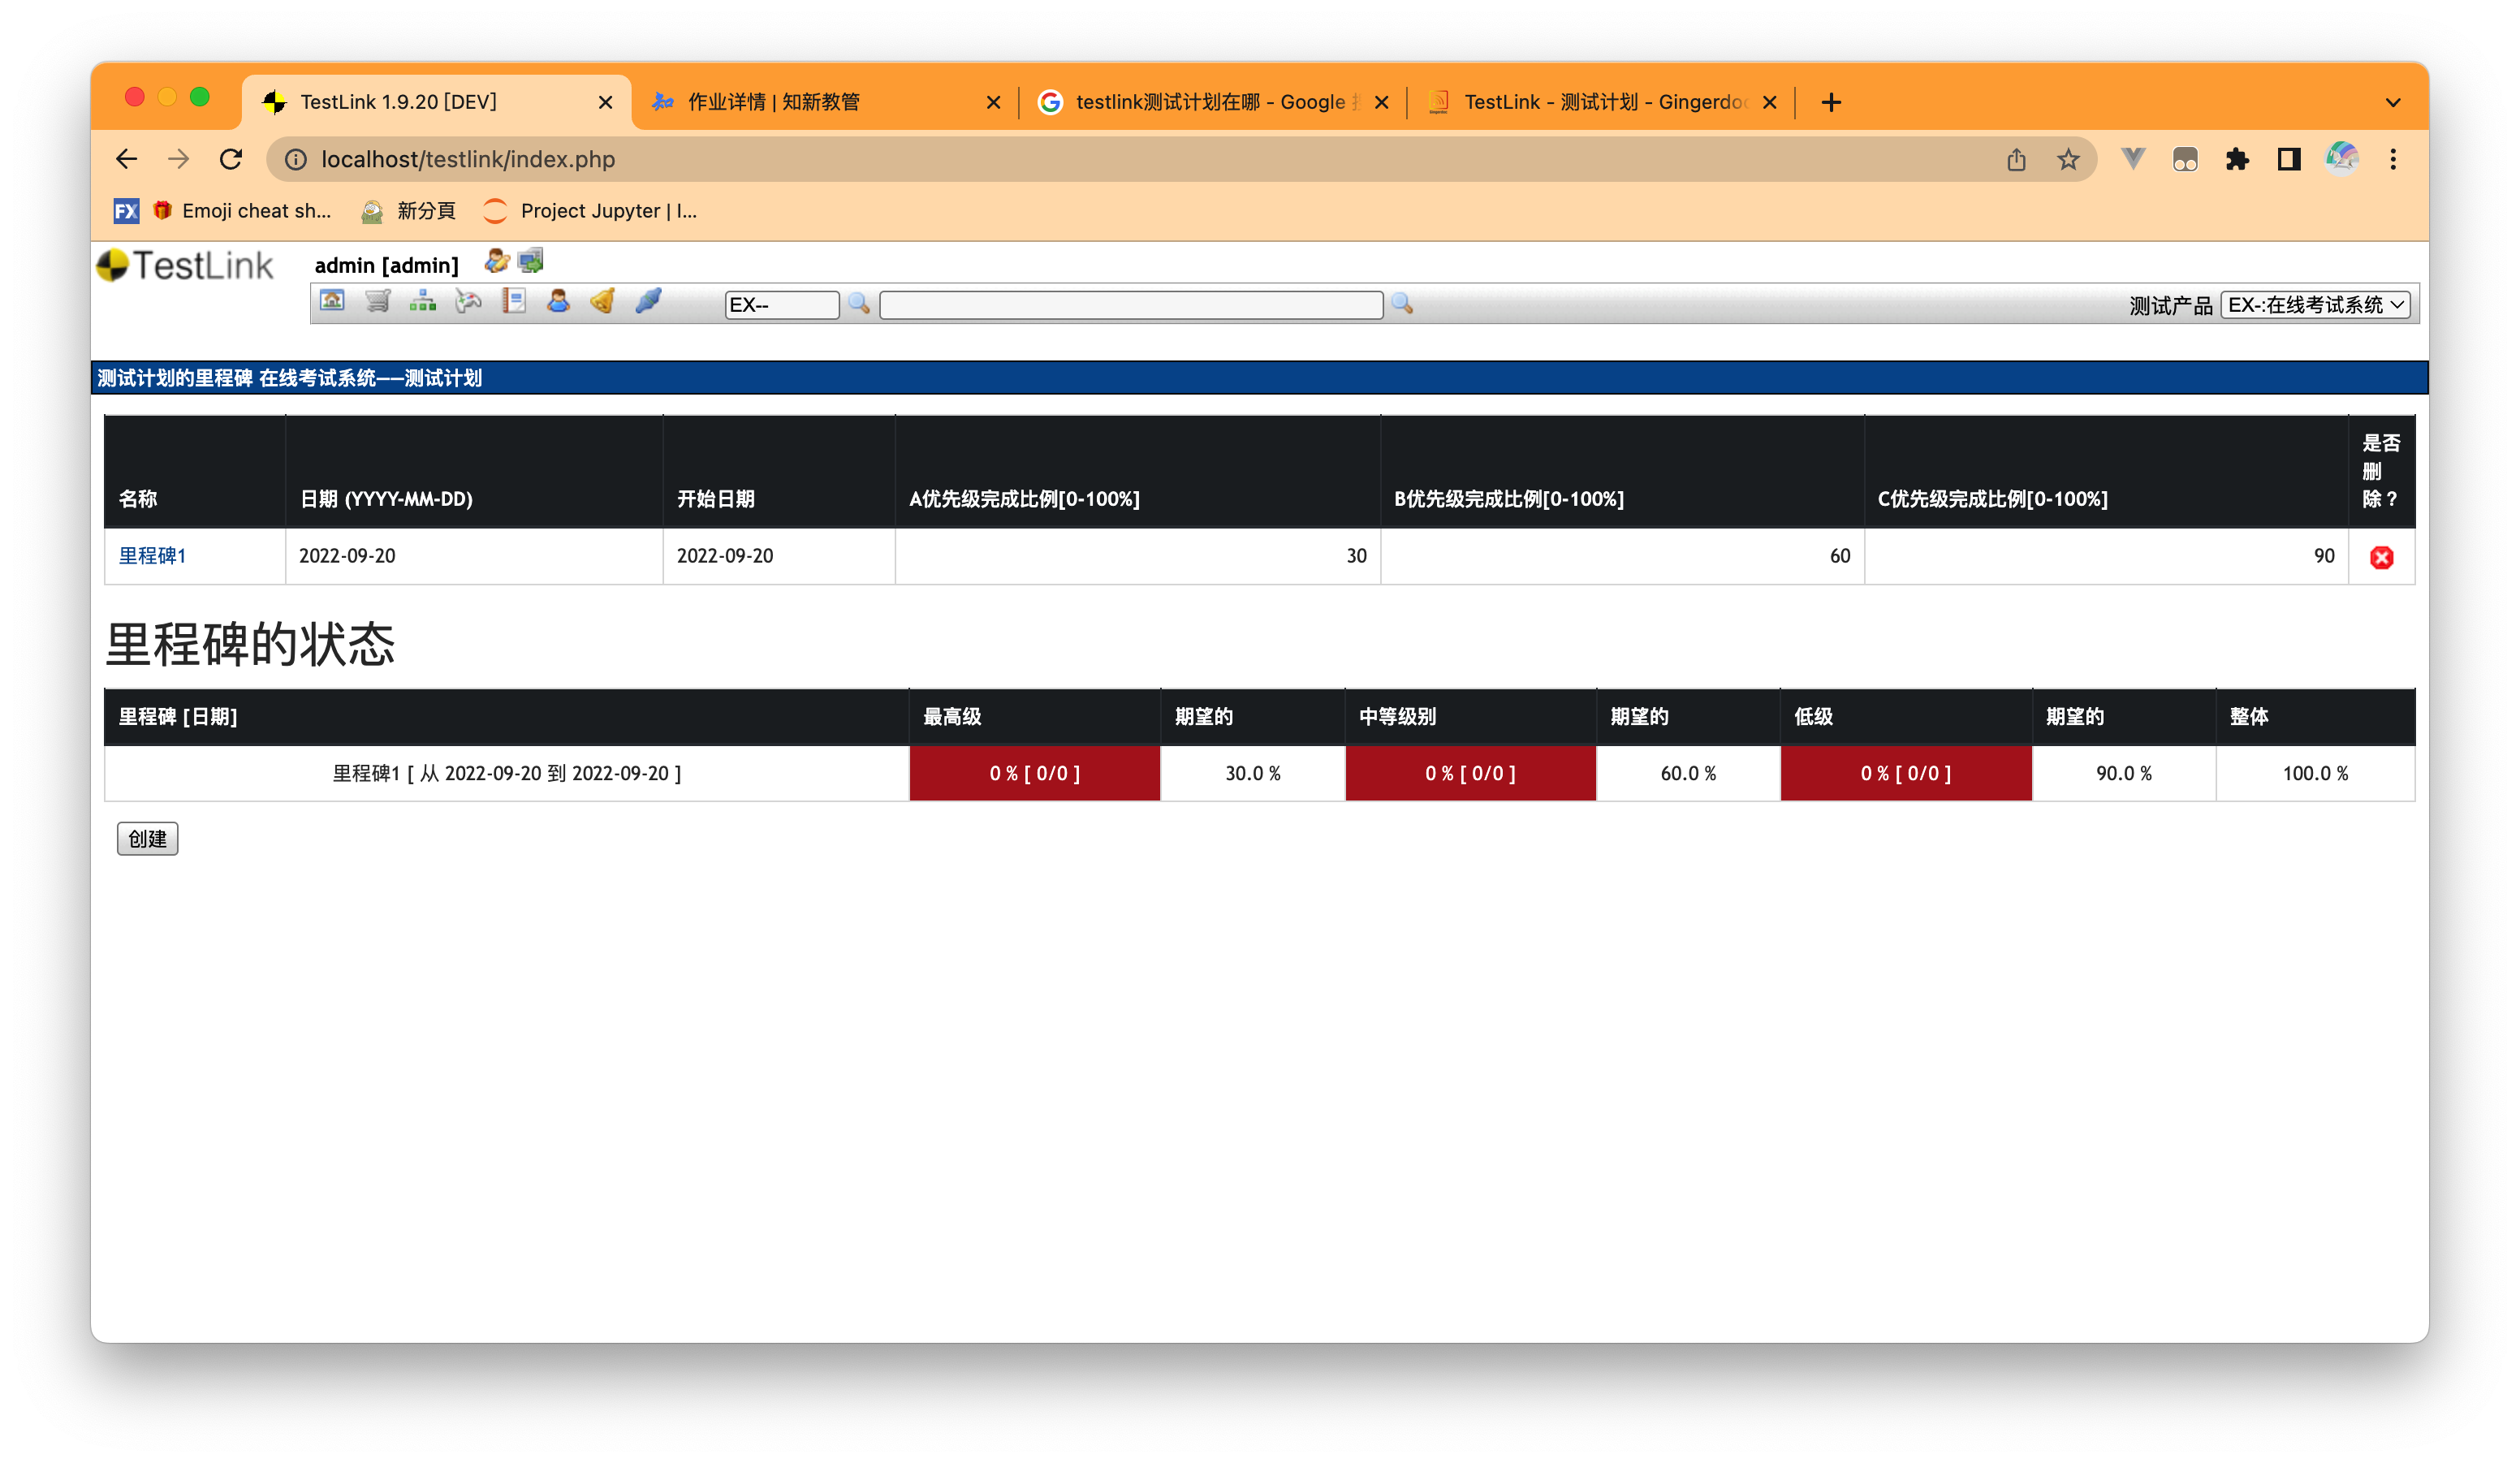 TestLink 1.9.20 [DEV]
作业详情 | 知新教管
testlink测试计划在哪 - Google
TestLink - 测试计划 - Gingerdoc
localhost/testlink/index.php
FX
Emoji cheat sh...
新分頁
Project Jupyter | I...
TestLink
admin [admin]
EX--
测试产品 EX-:在线考试系统
测试计划的里程碑 在线考试系统——测试计划
名称 日期 (YYYY-MM-DD) 开始日期 A优先级完成比例[0-100%] B优先级完成比例[0-100%] C优先级完成比例[0-100%] 是否删除？
里程碑1 2022-09-20 2022-09-20 30 60 90
里程碑的状态
里程碑 [日期] 最高级 期望的 中等级别 期望的 低级 期望的 整体
里程碑1 [ 从 2022-09-20 到 2022-09-20 ] 0 % [ 0/0 ] 30.0 % 0 % [ 0/0 ] 60.0 % 0 % [ 0/0 ] 90.0 % 100.0 %
创建